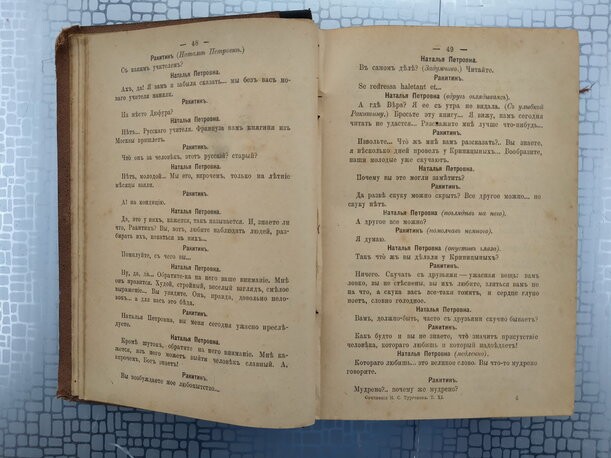 — 48 —
Ракитинъ (Натальѣ Петровнѣ).
Съ какимъ учителемъ?
Наталья Петровна.
Ахъ, да! Я вамъ и забыла сказать... мы безъ васъ но-
ваго учителя наняли.
Ракитинъ.
На мѣсто Дюфура?
Наталья Петровна.
Нѣтъ... Русскаго учителя. Француза намъ княгиня изъ
Москвы пришлетъ.
Ракитинъ.
Что онъ за человѣкъ, этотъ русскій? старый?
Наталья Петровна.
Нѣтъ, молодой... Мы его, впрочемъ, только на лѣтніе
мѣсяцы взяли.
Ракитинъ.
А! на кондицію.
Наталья Петровна.
Да, это у нихъ, кажется, такъ называется. И, знаете ли
что, Ракитинъ? Вы, вотъ, любите наблюдать людей, раз-
бирать ихъ, копаться въ нихъ...
Ракитинъ.
Помилуйте, съ чего вы...
Наталья Петровна.
Ну, да, да... Обратите-ка на него ваше вниманіе. Мнѣ
онъ нравится. Худой, стройный, веселый взглядъ, смѣлое
выраженіе... Вы увидите. Онъ, правда, довольно нело-
вокъ... а для васъ это бѣда.
Ракитинъ.
Наталья Петровна, вы меня сегодня ужасно преслѣ-
дуете.
Наталья Петровна.
Кромѣ шутокъ, обратите на него вниманіе. Мнѣ ка-
жется, изъ него можетъ выйти человѣкъ славный. А,
впрочемъ, Богъ знаетъ!
Ракитинъ.
Вы возбуждаете мое любопытство...
— 49 —
Наталья Петровна.
Въ самомъ дѣлѣ? (Задумчиво.) Читайте.
Ракитинъ.
Se redressa haletant et...
Наталья Петровна (вдругъ оглядываясь).
А гдѣ Вѣра? Я ее съ утра не видала. (Съ улыбкой
Ракитину.) Бросьте эту книгу... Я вижу, намъ сегодня
читать не удастся... Разскажите мнѣ лучше что-нибудь...
Ракитинъ.
Извольте... Что жъ мнѣ вамъ разсказать?.. Вы знаете,
я нѣсколько дней провелъ у Криницыныхъ... Вообразите,
наши молодые уже скучаютъ.
Наталья Петровна.
Почему вы это могли замѣтить?
Ракитинъ.
Да развѣ скуку можно скрыть? Все другое можно... но
скуку нѣтъ.
Наталья Петровна (поглядѣвъ на него).
А другое все можно?
Ракитинъ (помолчавъ немного).
Я думаю.
Наталья Петровна (опустивъ глаза).
Такъ что жъ вы дѣлали у Криницыныхъ?
Ракитинъ.
Ничего. Скучать съ друзьями — ужасная вещь: вамъ
ловко, вы не стѣснены, вы ихъ любите, злиться вамъ не
на что, а скука васъ все-таки томитъ, и сердце глупо
ноетъ, словно голодное.
Наталья Петровна.
Вамъ, должно-быть, часто съ друзьями скучно бываетъ?
Ракитинъ.
Какъ будто и вы не знаете, что значитъ присутствіе
человѣка, котораго любишь и который надоѣдаетъ!
Наталья Петровна (медленно).
Котораго любишь... это великое слово. Вы что-то мудрено
говорите.
Ракитинъ.
Мудрено?.. почему же мудрено?
Сочиненія И. С. Тургенева. Т. XI.
4